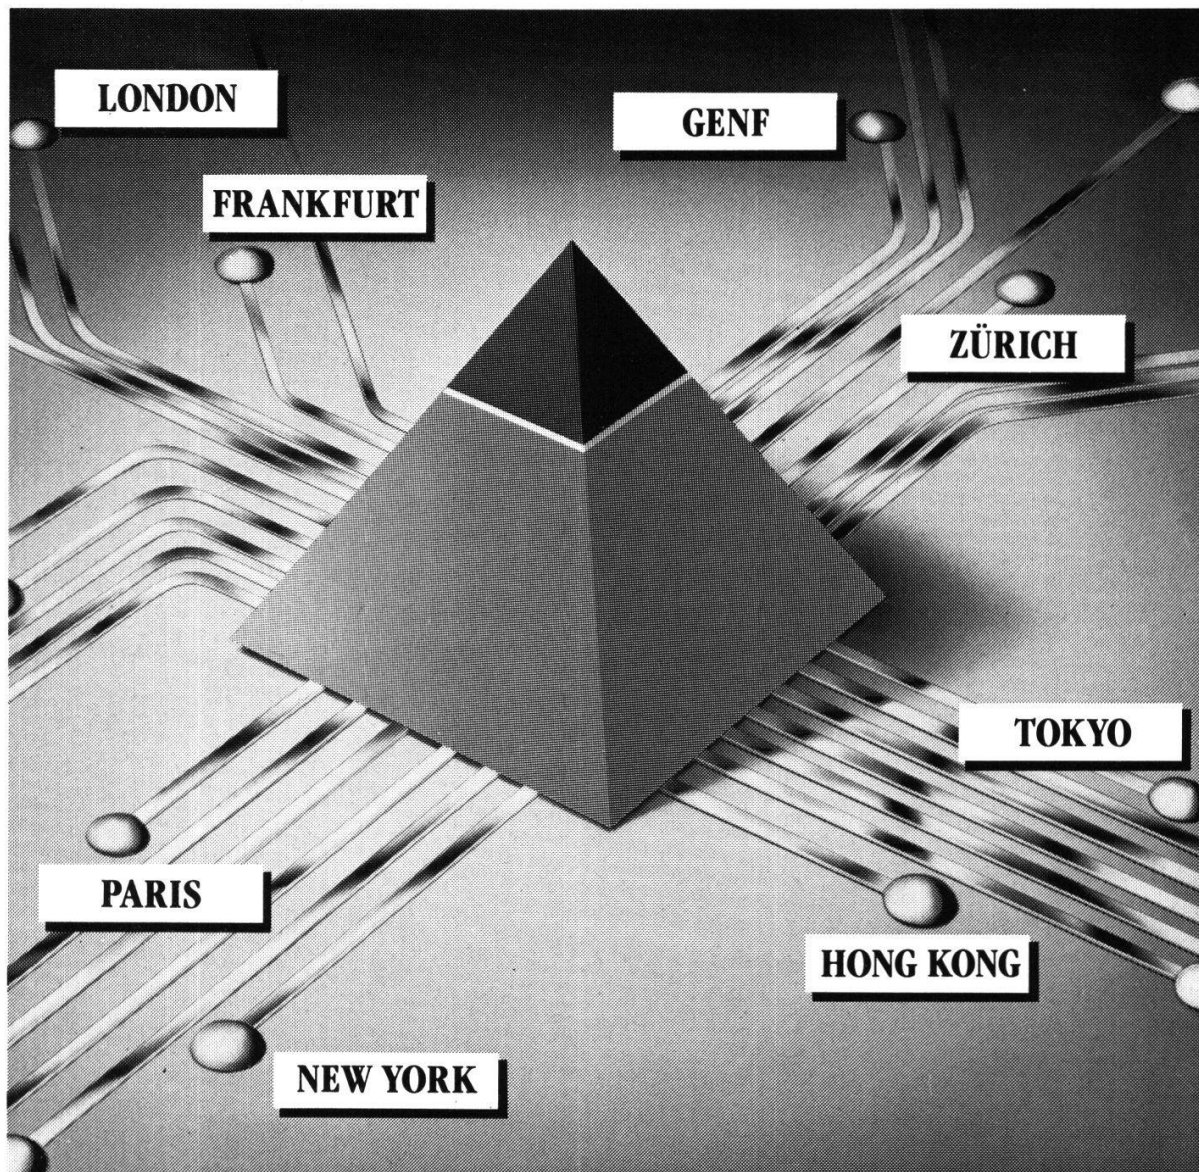 LONDON
GENF
FRANKFURT
ZÜRICH
TOKYO
PARIS
HONG KONG
NEW YORK